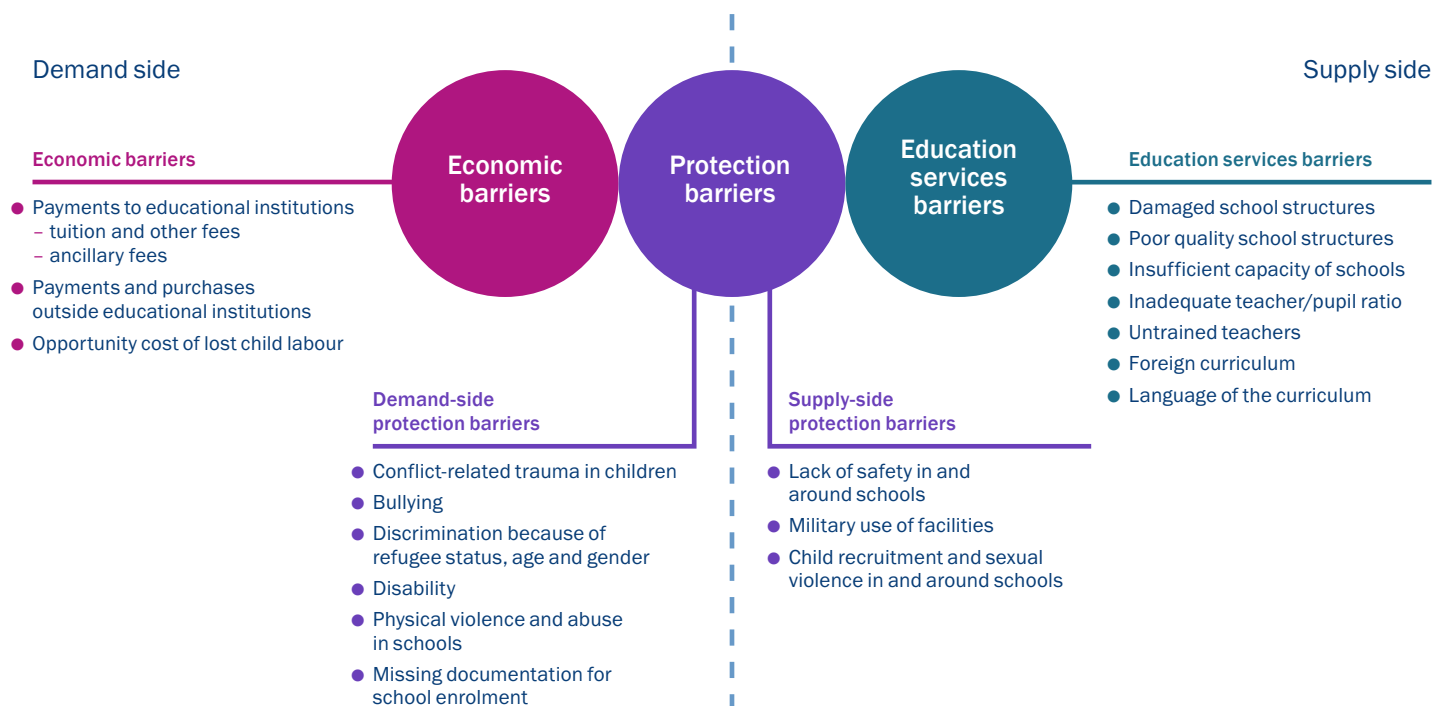 Demand side
Supply side
Economic
barriers
Protection
barriers
Education
services
barriers
Economic barriers
Payments to educational institutions
– tuition and other fees
– ancillary fees
Payments and purchases
outside educational institutions
Opportunity cost of lost child labour
Demand-side
protection barriers
Conflict-related trauma in children
Bullying
Discrimination because of
refugee status, age and gender
Disability
Physical violence and abuse
in schools
Missing documentation for
school enrolment
Supply-side
protection barriers
Lack of safety in and
around schools
Military use of facilities
Child recruitment and sexual
violence in and around schools
Education services barriers
Damaged school structures
Poor quality school structures
Insufficient capacity of schools
Inadequate teacher/pupil ratio
Untrained teachers
Foreign curriculum
Language of the curriculum